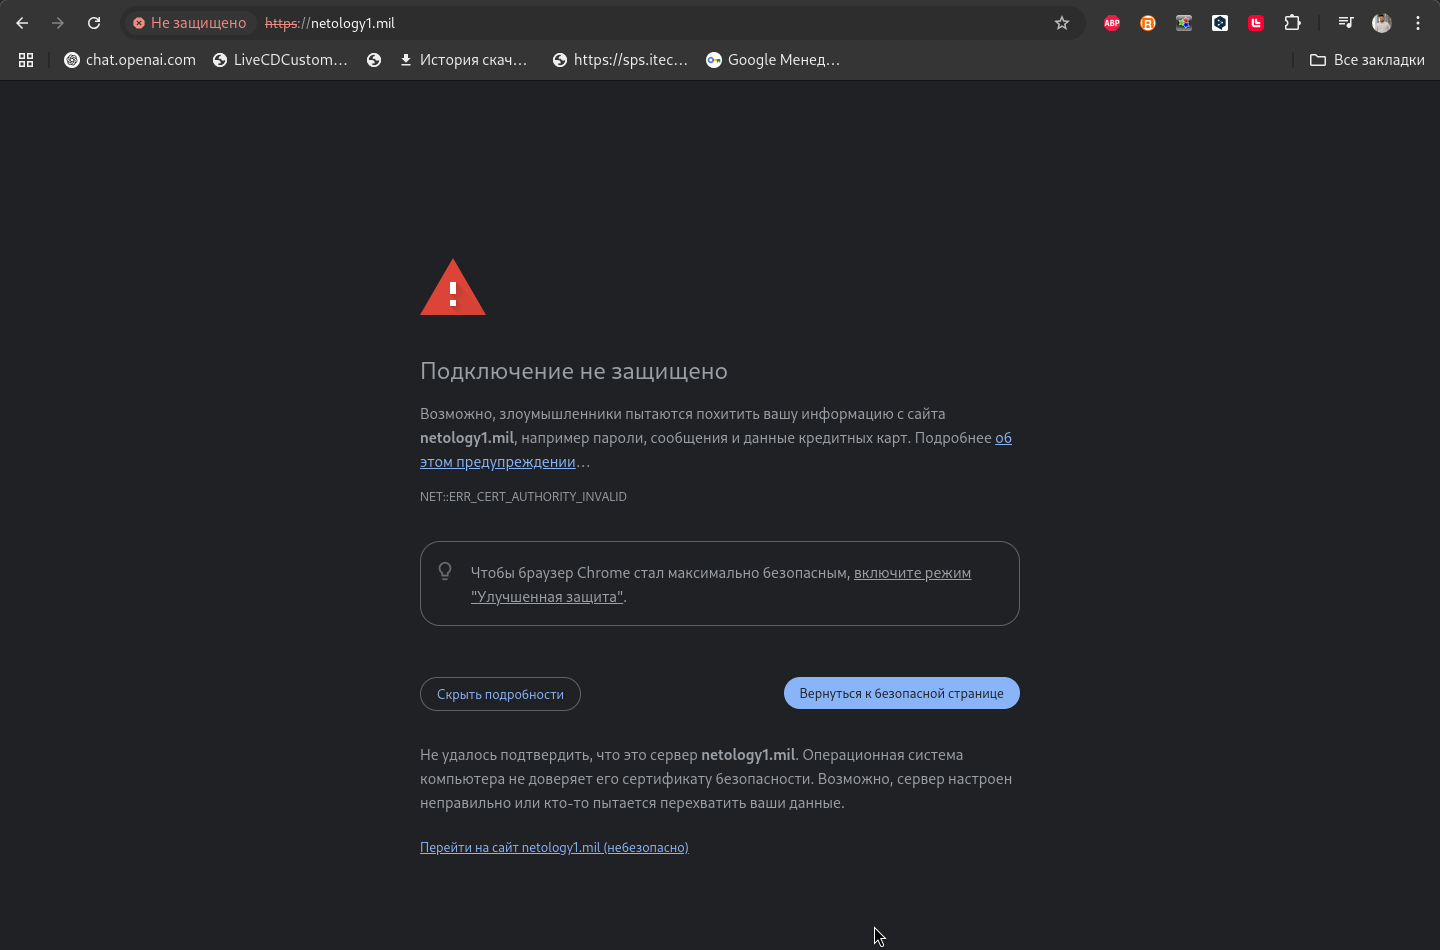 Не защищено https://netology1.mil ABP
chat.openai.com LiveCDCustom... История скач... https://sps.itec... Google Менед... Все закладки
Подключение не защищено
Возможно, злоумышленники пытаются похитить вашу информацию с сайта
netology1.mil, например пароли, сообщения и данные кредитных карт. Подробнее об
этом предупреждении...
NET::ERR_CERT_AUTHORITY_INVALID
Чтобы браузер Chrome стал максимально безопасным, включите режим
"Улучшенная защита".
Скрыть подробности Вернуться к безопасной странице
Не удалось подтвердить, что это сервер netology1.mil. Операционная система
компьютера не доверяет его сертификату безопасности. Возможно, сервер настроен
неправильно или кто-то пытается перехватить ваши данные.
Перейти на сайт netology1.mil (небезопасно)